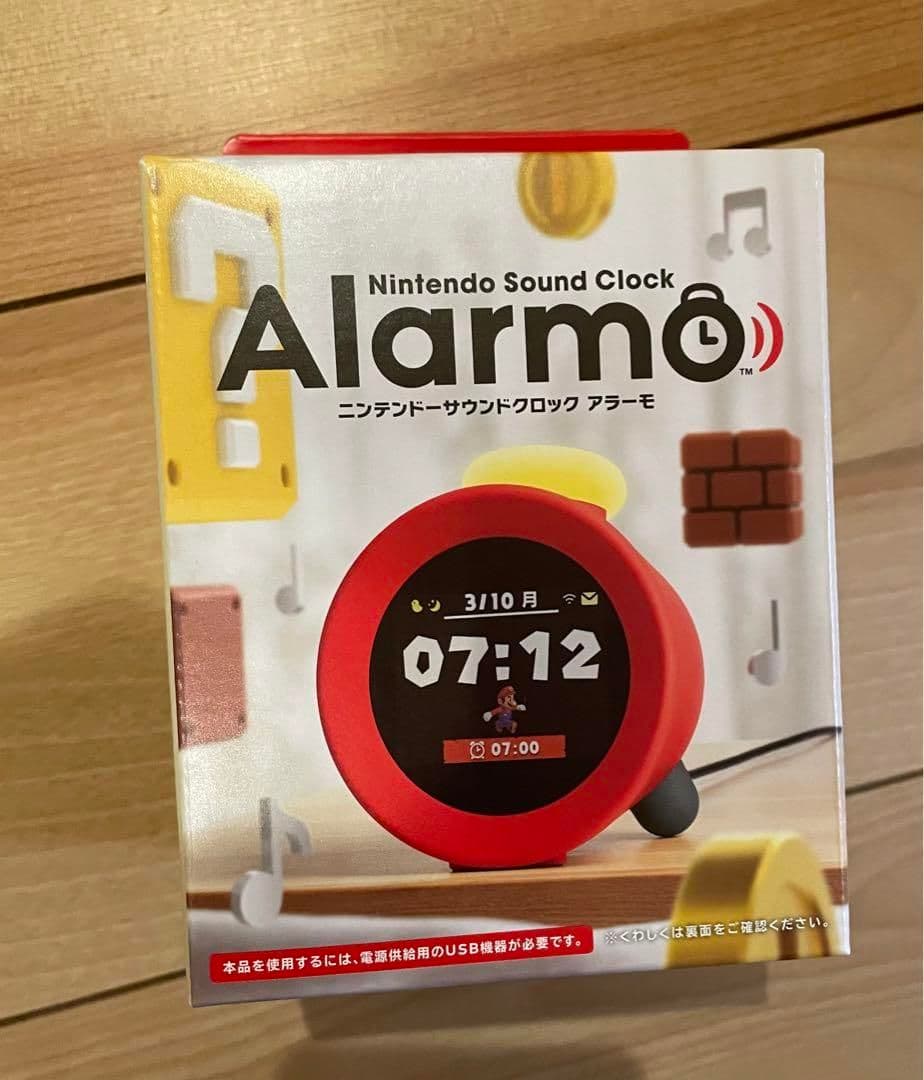 Nintendo Sound Clock
Alarmo
TM
ニンテンドーサウンドクロック アラーモ
3/10 月
07:12
07:00
本品を使用するには、電源供給用のUSB機器が必要です。
※くわしくは裏面をご確認ください。